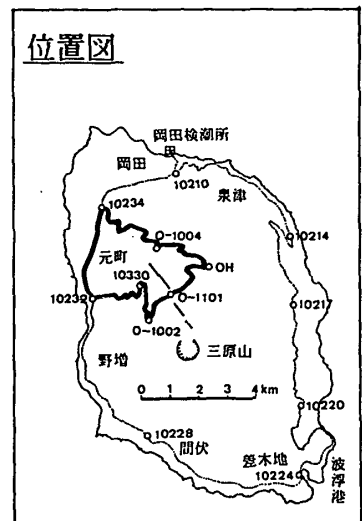 位置図
岡田検潮所
岡田
10210
泉津
10234
O-1004
10214
元町
OH
10330
O-1101
10217
O-1002
野増
三原山
0 1 2 3 4 km
10220
10228
間伏
差木地
10224
波浮港